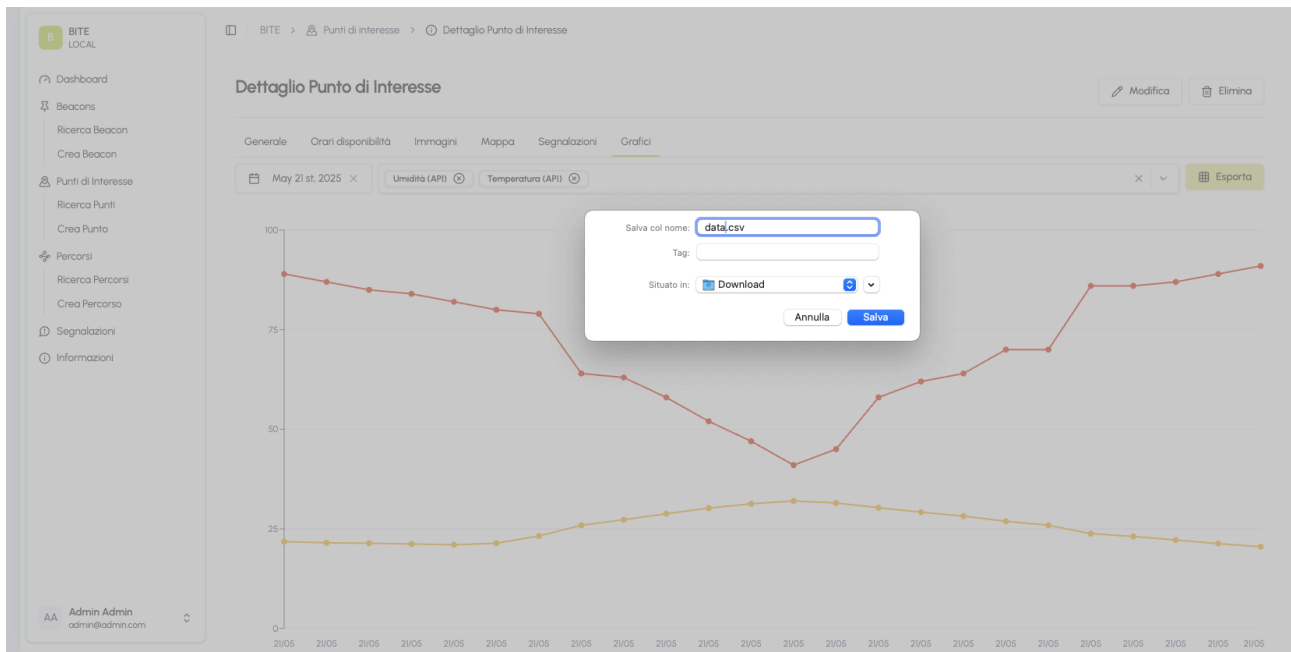 B
BITE
LOCAL
Dashboard
Beacons
Ricerca Beacon
Crea Beacon
Punti di Interesse
Ricerca Punti
Crea Punto
Percorsi
Ricerca Percorsi
Crea Percorso
Segnalazioni
Informazioni
AA
Admin Admin
admin@admin.com
BITE > Punti di interesse > Dettaglio Punto di Interesse
Dettaglio Punto di Interesse
Modifica
Elimina
Generale Orari disponibilità Immagini Mappa Segnalazioni Grafici
May 21 st. 2025 Umidità (API) Temperatura (API) Esporta
Salva col nome: data.csv
Tag:
Situato in: Download
Annulla Salva
100
75
50
25
0
21/05 21/05 21/05 21/05 21/05 21/05 21/05 21/05 21/05 21/05 21/05 21/05 21/05 21/05 21/05 21/05 21/05 21/05 21/05 21/05 21/05 21/05 21/05 21/05